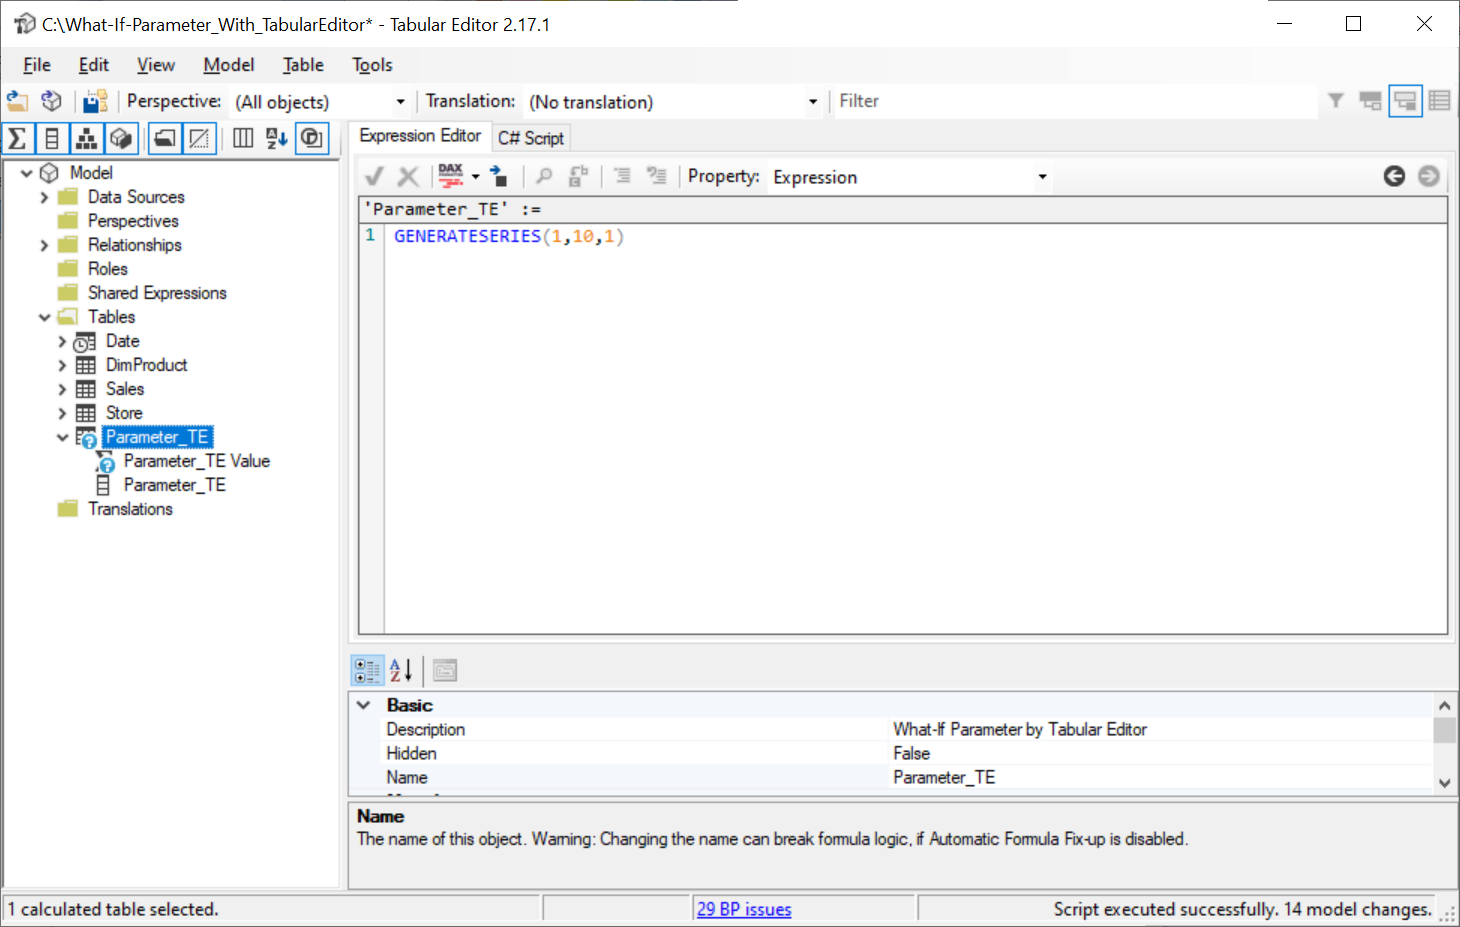 C:\What-If-Parameter_With_TabularEditor* - Tabular Editor 2.17.1
File Edit View Model Table Tools
Perspective: (All objects) Translation: (No translation) Filter
Expression Editor C# Script
DAX Property: Expression
'Parameter_TE' :=
1 GENERATESERIES(1,10,1)
Model
Data Sources
Perspectives
Relationships
Roles
Shared Expressions
Tables
Date
DimProduct
Sales
Store
Parameter_TE
Parameter_TE Value
Parameter_TE
Translations
Basic
Description What-If Parameter by Tabular Editor
Hidden False
Name Parameter_TE
Name
The name of this object. Warning: Changing the name can break formula logic, if Automatic Formula Fix-up is disabled.
1 calculated table selected. 29 BP issues Script executed successfully. 14 model changes.